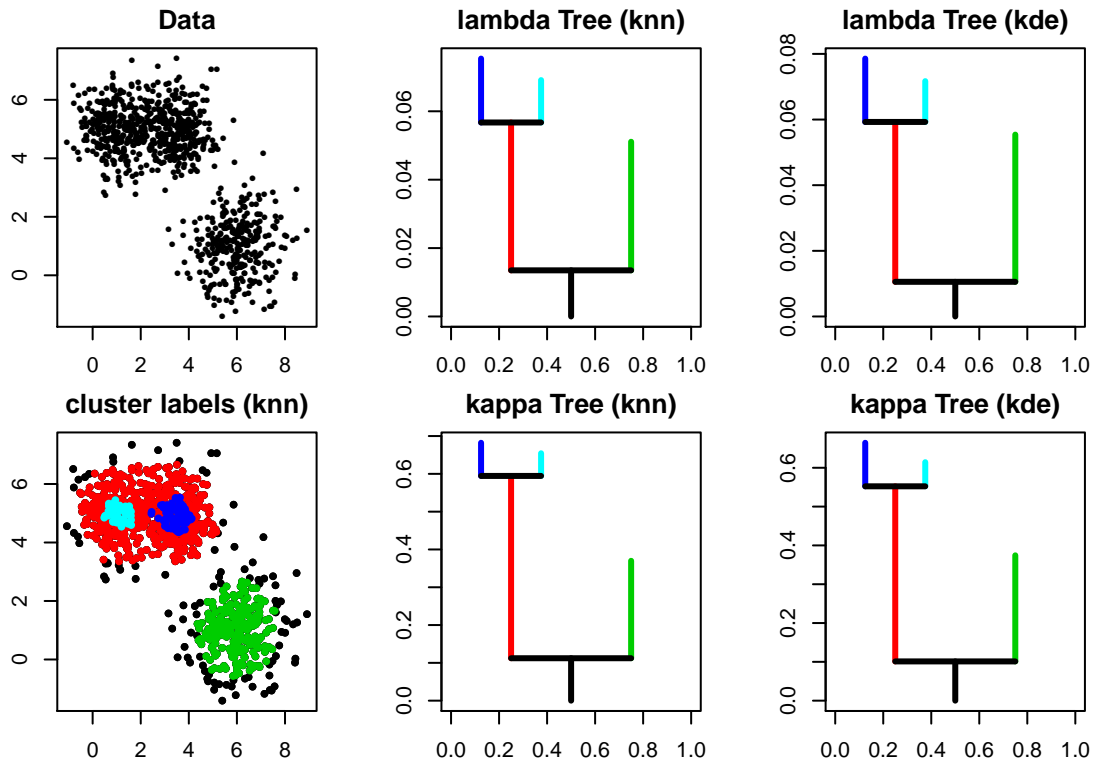 Data
lambda Tree (knn)
lambda Tree (kde)
0 2 4 6
0 2 4 6 8
0.00 0.02 0.04 0.06
0.0 0.2 0.4 0.6 0.8 1.0
0.00 0.02 0.04 0.06 0.08
0.0 0.2 0.4 0.6 0.8 1.0
cluster labels (knn)
kappa Tree (knn)
kappa Tree (kde)
0 2 4 6
0 2 4 6 8
0.0 0.2 0.4 0.6
0.0 0.2 0.4 0.6 0.8 1.0
0.0 0.2 0.4 0.6
0.0 0.2 0.4 0.6 0.8 1.0